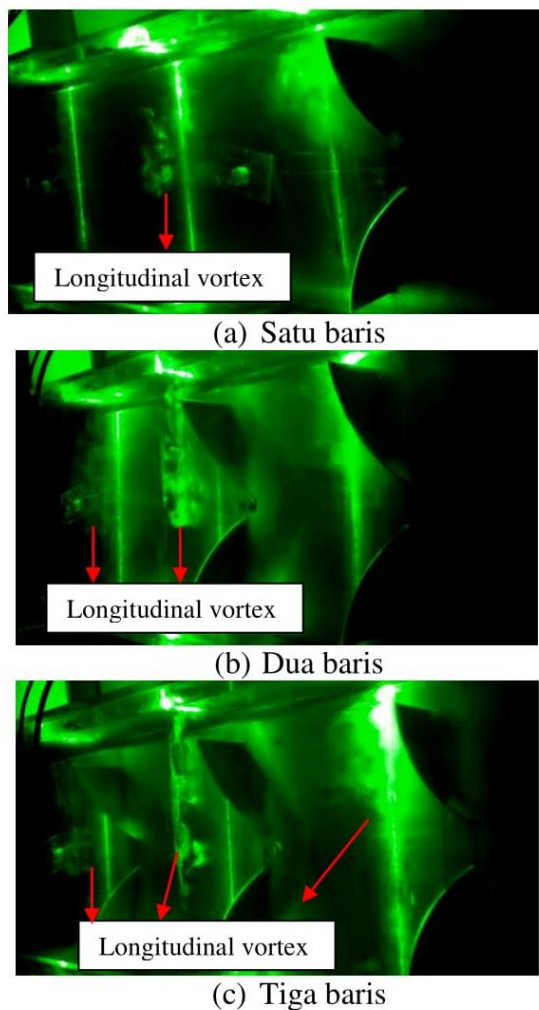 Longitudinal vortex
(a) Satu baris
Longitudinal vortex
(b) Dua baris
Longitudinal vortex
(c) Tiga baris